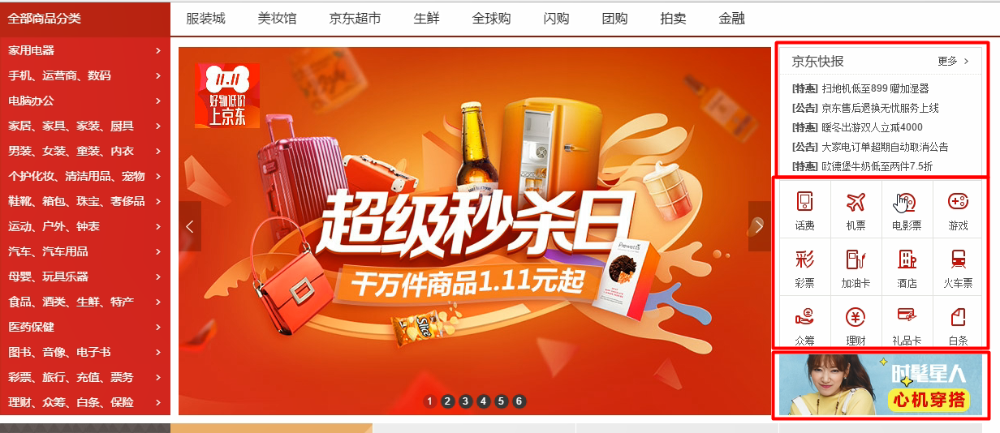 全部商品分类
服装城 美妆馆 京东超市 生鲜 全球购 闪购 团购 拍卖 金融
家用电器
手机、运营商、数码
电脑办公
家居、家具、家装、厨具
男装、女装、童装、内衣
个护化妆、清洁用品、宠物
鞋靴、箱包、珠宝、奢侈品
运动、户外、钟表
汽车、汽车用品
母婴、玩具乐器
食品、酒类、生鲜、特产
医药保健
图书、音像、电子书
彩票、旅行、充值、票务
理财、众筹、白条、保险
11.11
好物低价
上京东
超级秒杀日
千万件商品1.11元起
Prewett's
Slice
1 2 3 4 5 6
京东快报 更多 >
[特惠] 扫地机低至899 赠加湿器
[公告] 京东售后退换无忧服务上线
[特惠] 暖冬出游双人立减4000
[公告] 大家电订单超期自动取消公告
[特惠] 欧德堡牛奶低至两件7.5折
话费 机票 电影票 游戏
彩
彩票 加油卡 酒店 火车票
众筹 理财 礼品卡 白条
时髦星人
心机穿搭